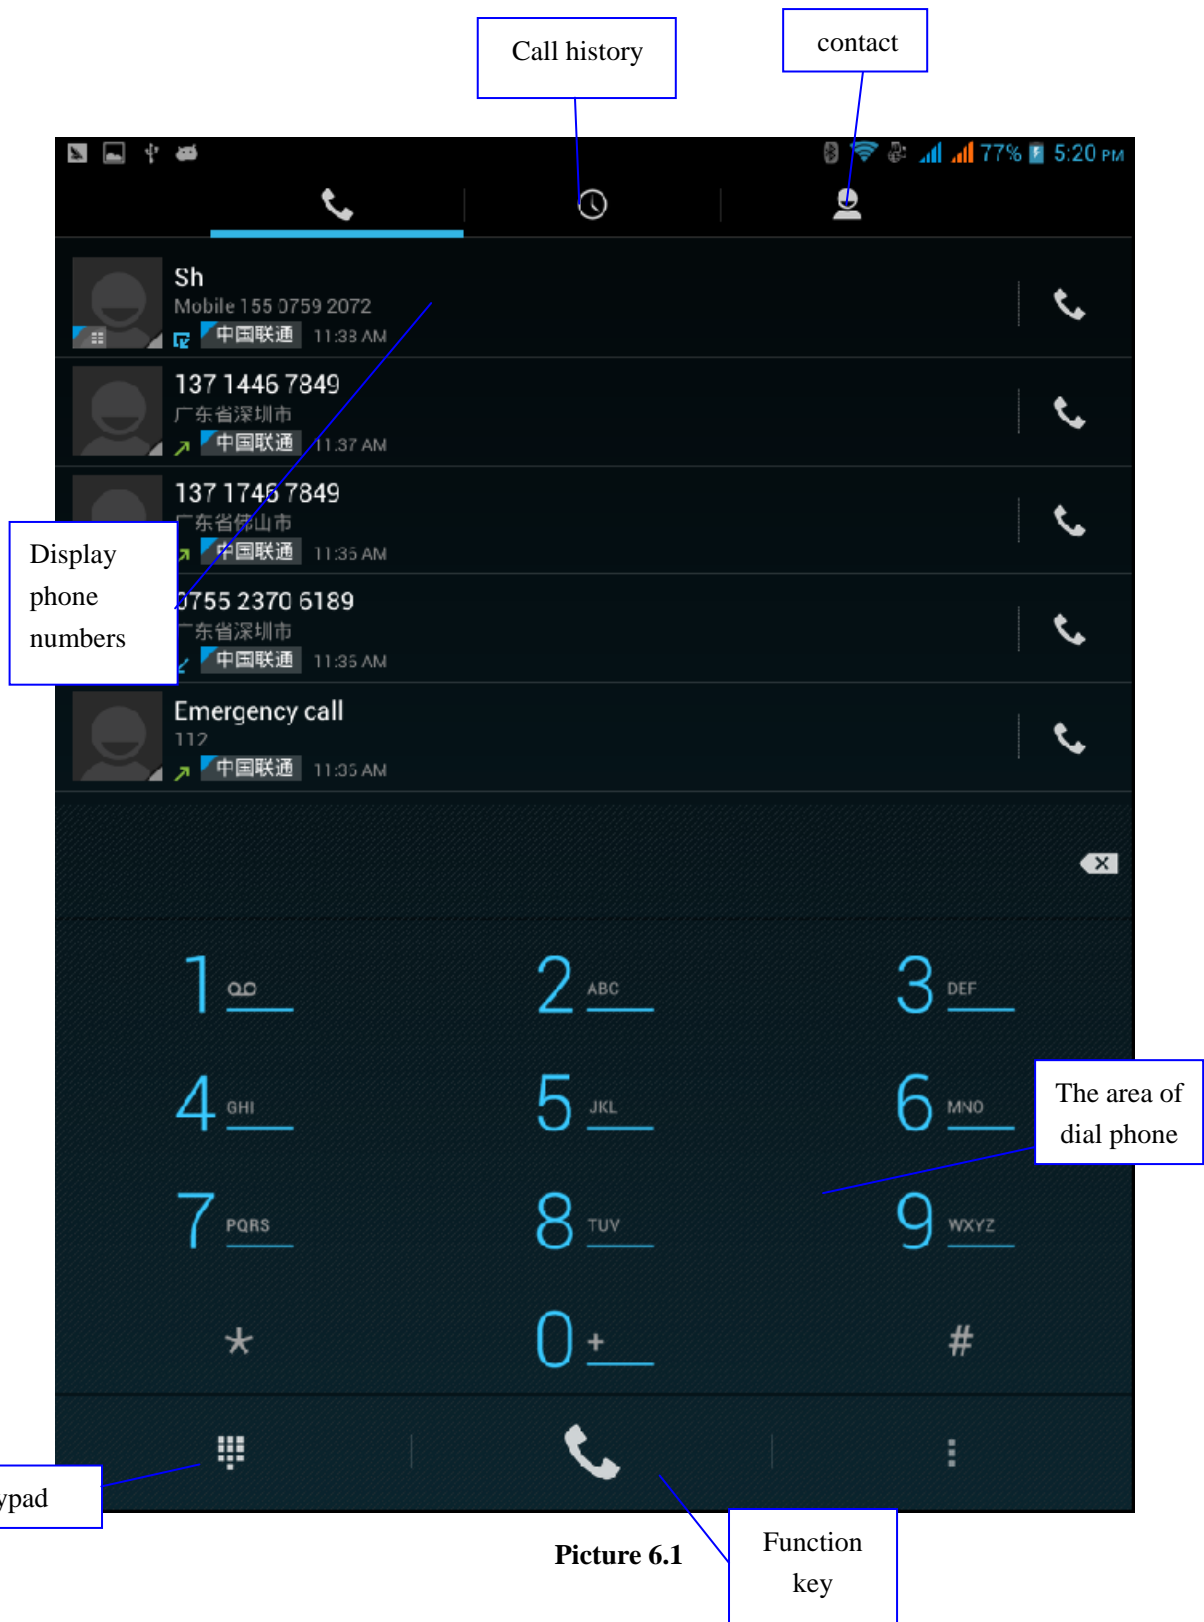 Call history
contact
77% 5:20 PM
Sh
Mobile 155 0759 2072
中国联通 11:38 AM
137 1446 7849
广东省深圳市
中国联通 11:37 AM
137 1746 7849
广东省佛山市
中国联通 11:36 AM
Display
phone
numbers
0755 2370 6189
广东省深圳市
中国联通 11:36 AM
Emergency call
112
中国联通 11:36 AM
1 2 ABC 3 DEF
4 GHI 5 JKL 6 MNO
The area of
dial phone
7 PQRS 8 TUV 9 WXYZ
* 0 + #
ypad
Function
key
Picture 6.1